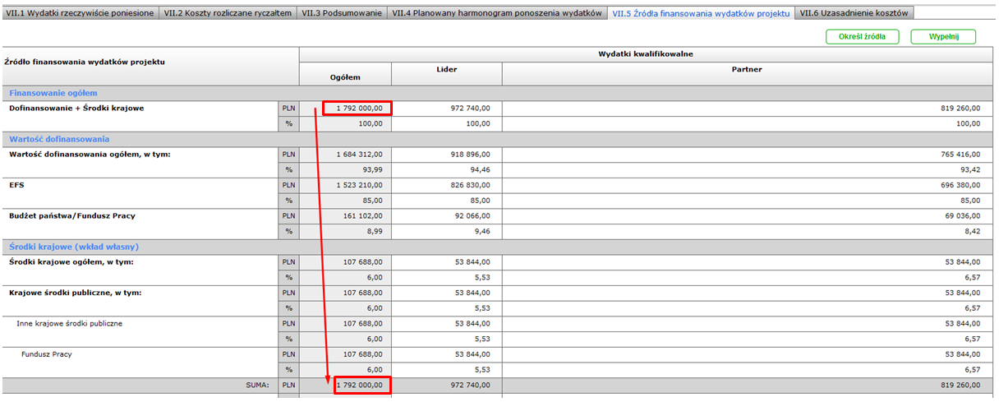 VII.1 Wydatki rzeczywiście poniesione VII.2 Koszty rozliczane ryczałtem VII.3 Podsumowanie VII.4 Planowany harmonogram ponoszenia wydatków VII.5 Źródła finansowania wydatków projektu VII.6 Uzasadnienie kosztów
Określ źródła Wypełnij
Źródło finansowania wydatków projektu Wydatki kwalifikowalne
Ogółem Lider Partner
Finansowanie ogółem
Dofinansowanie + Środki krajowe PLN 1 792 000,00 972 740,00 819 260,00
% 100,00 100,00 100,00
Wartość dofinansowania
Wartość dofinansowania ogółem, w tym: PLN 1 684 312,00 918 896,00 765 416,00
% 93,99 94,46 93,42
EFS PLN 1 523 210,00 826 830,00 696 380,00
% 85,00 85,00 85,00
Budżet państwa/Fundusz Pracy PLN 161 102,00 92 066,00 69 036,00
% 8,99 9,46 8,42
Środki krajowe (wkład własny)
Środki krajowe ogółem, w tym: PLN 107 688,00 53 844,00 53 844,00
% 6,00 5,53 6,57
Krajowe środki publiczne, w tym: PLN 107 688,00 53 844,00 53 844,00
% 6,00 5,53 6,57
Inne krajowe środki publiczne PLN 107 688,00 53 844,00 53 844,00
% 6,00 5,53 6,57
Fundusz Pracy PLN 107 688,00 53 844,00 53 844,00
% 6,00 5,53 6,57
SUMA: PLN 1 792 000,00 972 740,00 819 260,00